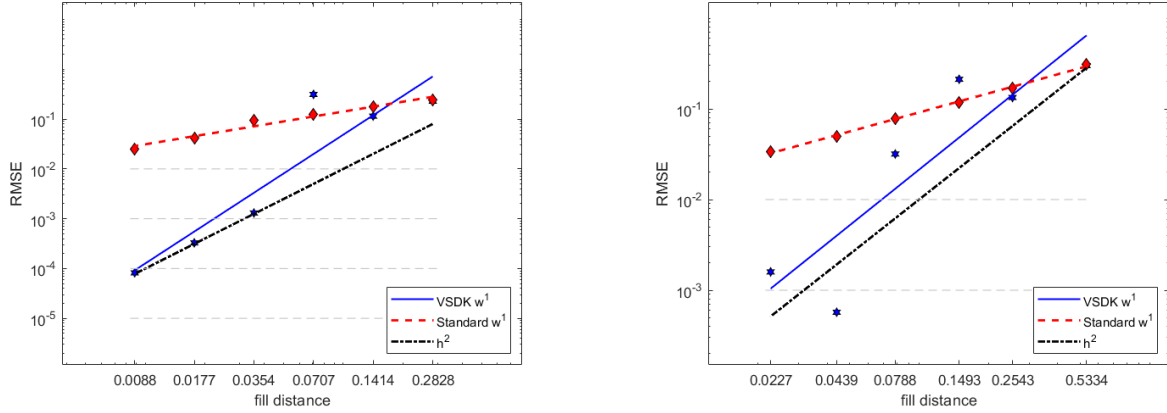 RMSE
10^-1
10^-2
10^-3
10^-4
10^-5
0.0088 0.0177 0.0354 0.0707 0.1414 0.2828
fill distance
VSDK w^1
Standard w^1
h^2
RMSE
10^-1
10^-2
10^-3
0.0227 0.0439 0.0788 0.1493 0.2543 0.5334
fill distance
VSDK w^1
Standard w^1
h^2